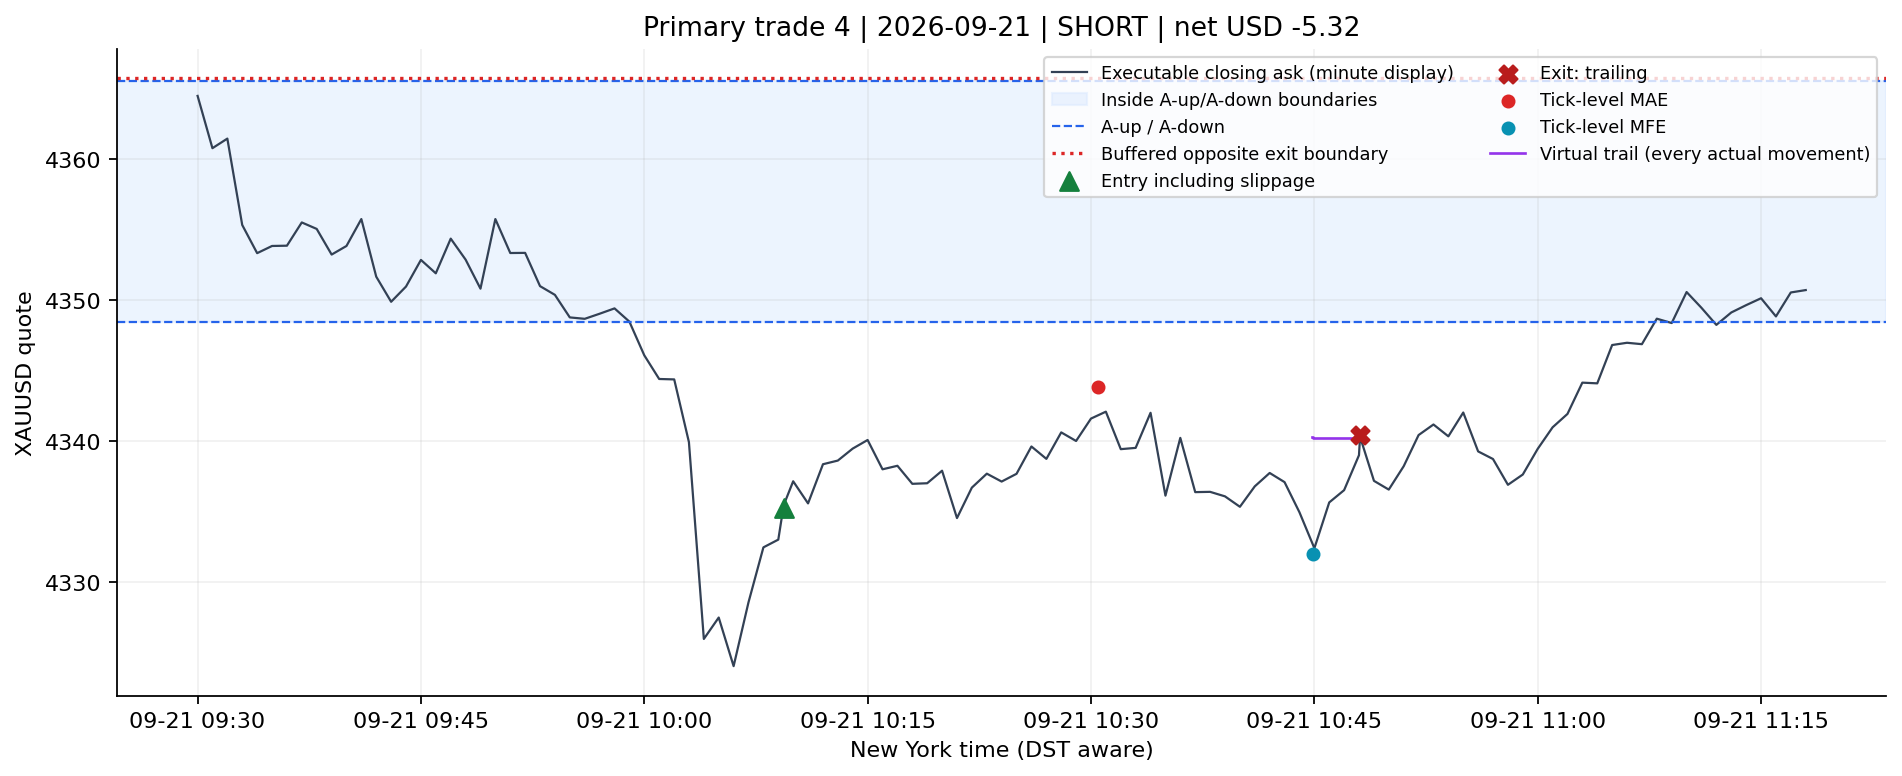 Primary trade 4 | 2026-09-21 | SHORT | net USD -5.32
Executable closing ask (minute display)
Inside A-up/A-down boundaries
A-up / A-down
Buffered opposite exit boundary
Entry including slippage
Exit: trailing
Tick-level MAE
Tick-level MFE
Virtual trail (every actual movement)
XAUUSD quote
4360
4350
4340
4330
09-21 09:30
09-21 09:45
09-21 10:00
09-21 10:15
09-21 10:30
09-21 10:45
09-21 11:00
09-21 11:15
New York time (DST aware)